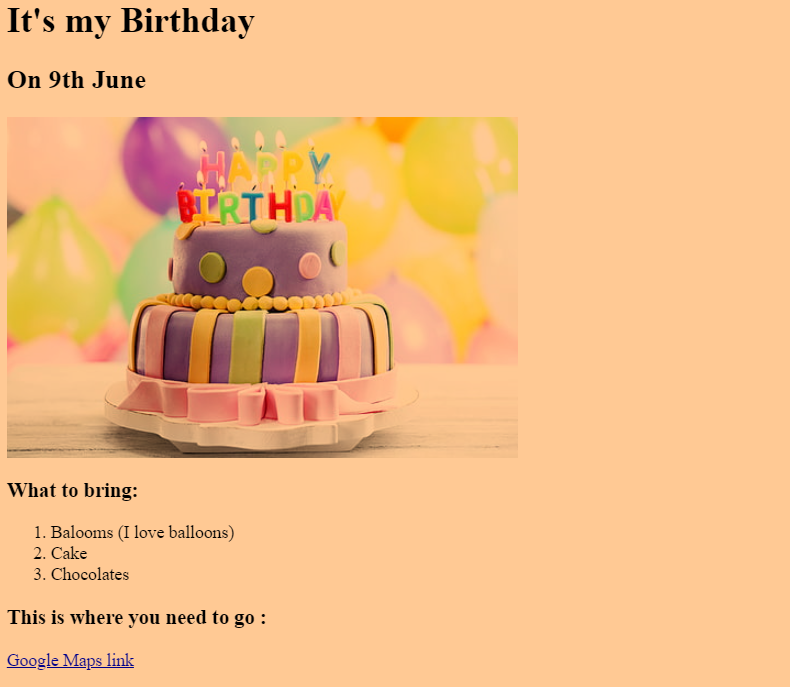 It's my Birthday
On 9th June
HAPPY
BIRTHDAY
What to bring:
1. Balooms (I love balloons)
2. Cake
3. Chocolates
This is where you need to go :
Google Maps link